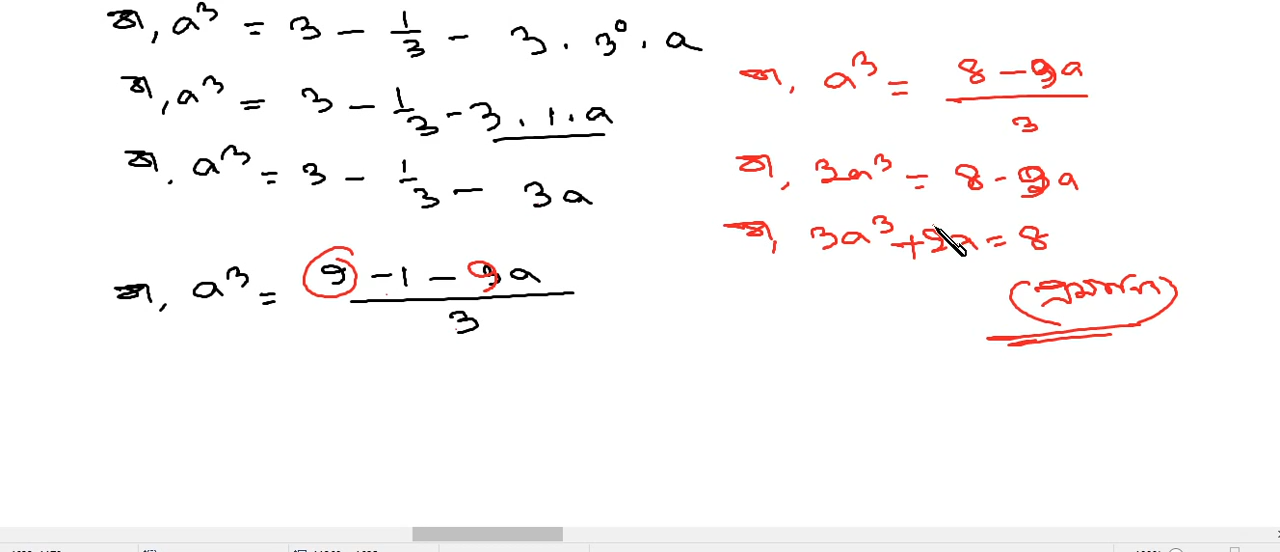 বা, a³ = 3 - 1/3 - 3 . 3⁰ . a
বা, a³ = 3 - 1/3 - 3 . 1 . a
বা, a³ = 3 - 1/3 - 3a
বা, a³ = (9 - 1 - 9a)/3
বা, a³ = (8 - 9a)/3
বা, 3a³ = 8 - 9a
বা, 3a³ + 9a = 8
(প্রমাণিত)